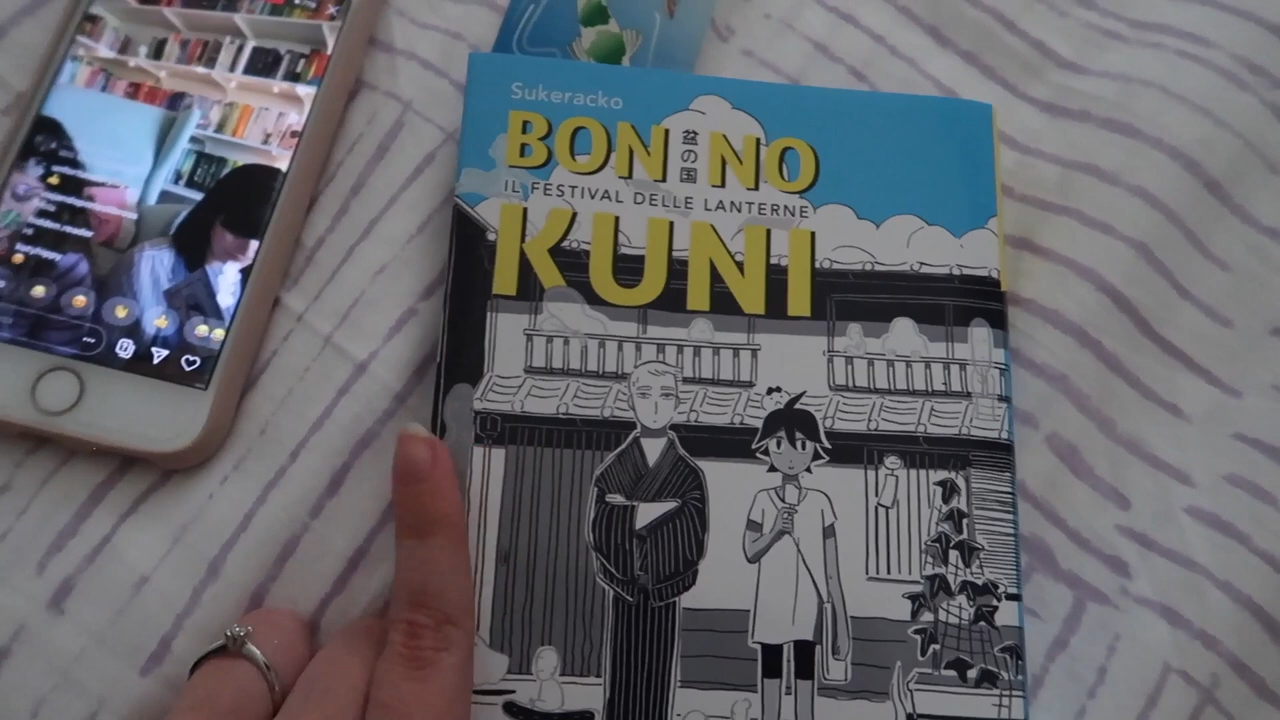 Sukeracko
BON NO
盆の国
IL FESTIVAL DELLE LANTERNE
KUNI